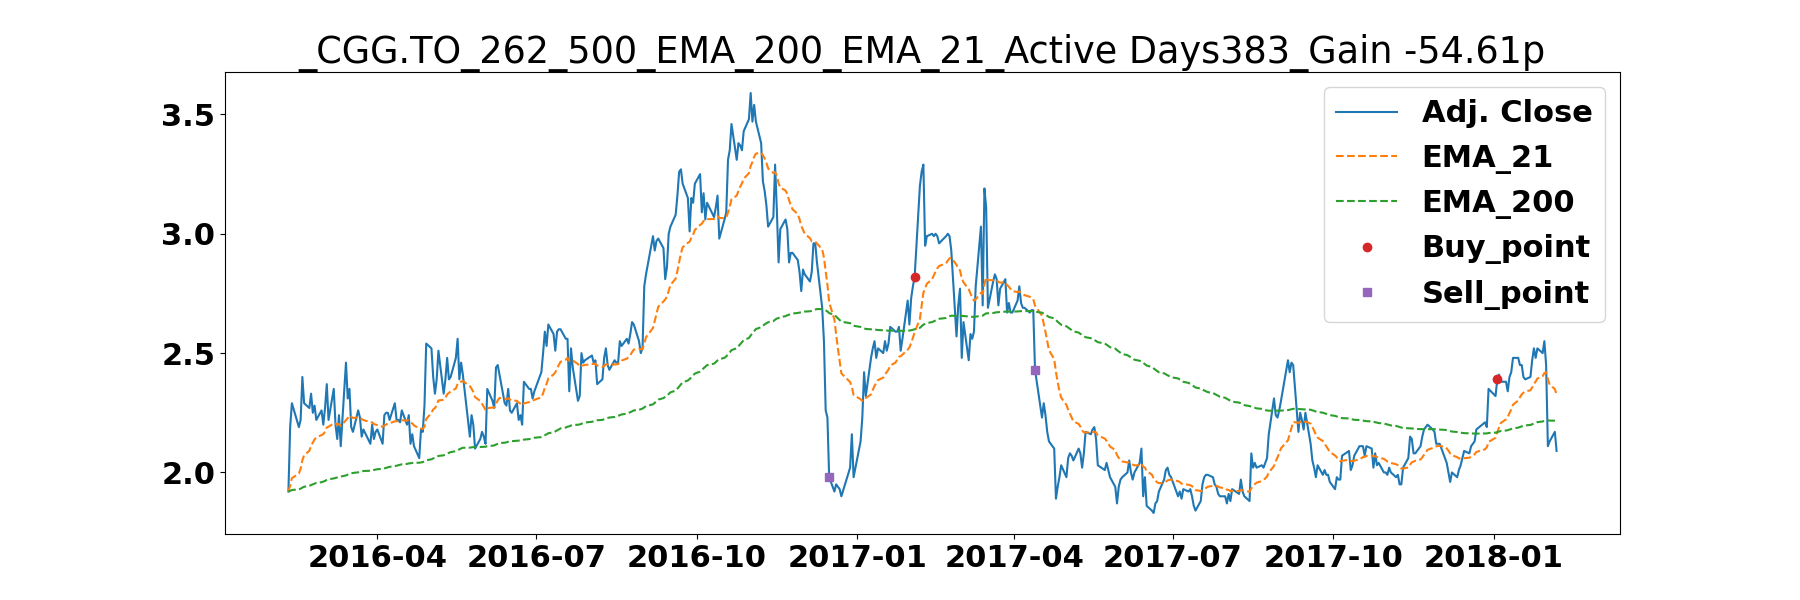 _CGG.TO_262_500_EMA_200_EMA_21_Active Days383_Gain -54.61p
3.5
3.0
2.5
2.0
Adj. Close
EMA_21
EMA_200
Buy_point
Sell_point
2016-04 2016-07 2016-10 2017-01 2017-04 2017-07 2017-10 2018-01